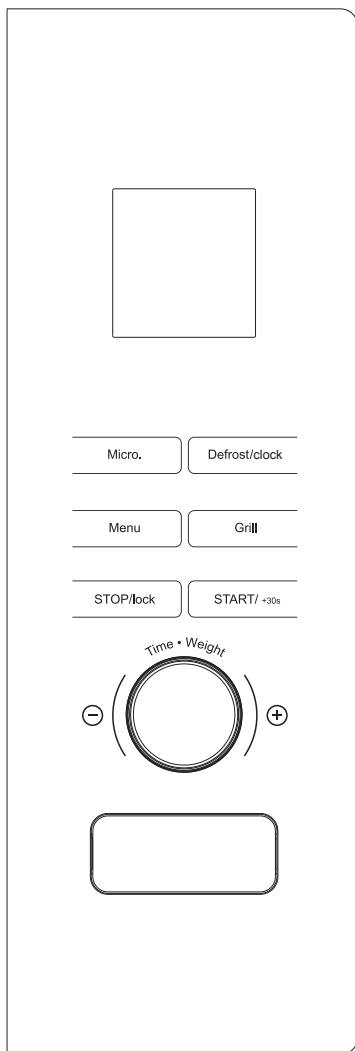 Micro. Defrost/clock
Menu Grill
STOP/lock START/ +30s
Time • Weight
− +